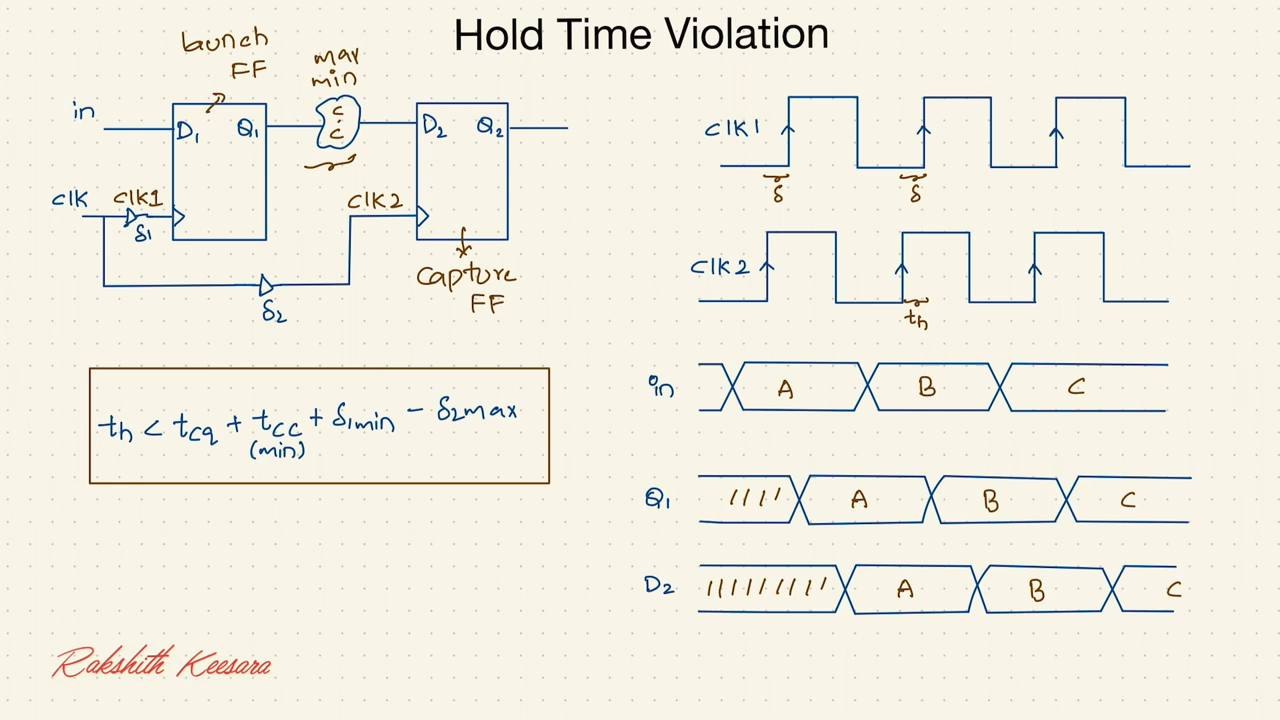 Hold Time Violation
launch
FF
max
min
in
D₁ Q₁
C.C
D₂ Q₂
clk
clk1
δ₁
clk2
δ₂
capture
FF
th < tcq + tcc + δ₁min - δ₂max
(min)
clk1
δ δ
clk2
th
in A B C
Q₁ A B C
D₂ A B C
Rakshith Keesara